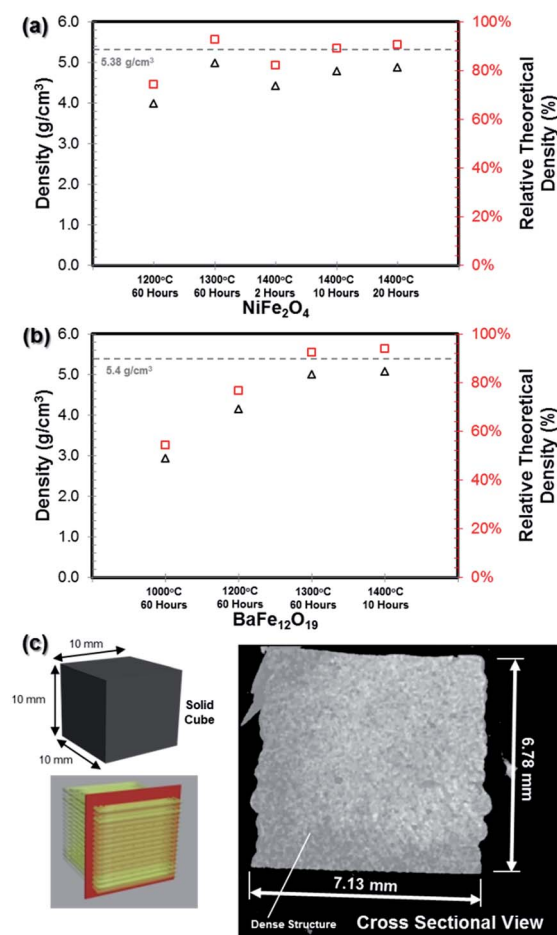 (a)
Density (g/cm³)
6.0
5.0
4.0
3.0
2.0
1.0
0.0
5.38 g/cm³
100%
80%
60%
40%
20%
0%
Relative Theoretical
Density (%)
1200°C
60 Hours
1300°C
60 Hours
1400°C
2 Hours
1400°C
10 Hours
1400°C
20 Hours
NiFe₂O₄
(b)
Density (g/cm³)
6.0
5.0
4.0
3.0
2.0
1.0
0.0
5.4 g/cm³
100%
80%
60%
40%
20%
0%
Relative Theoretical
Density (%)
1000°C
60 Hours
1200°C
60 Hours
1300°C
60 Hours
1400°C
10 Hours
BaFe₁₂O₁₉
(c)
10 mm
10 mm
10 mm
Solid
Cube
6.78 mm
7.13 mm
Dense Structure
Cross Sectional View